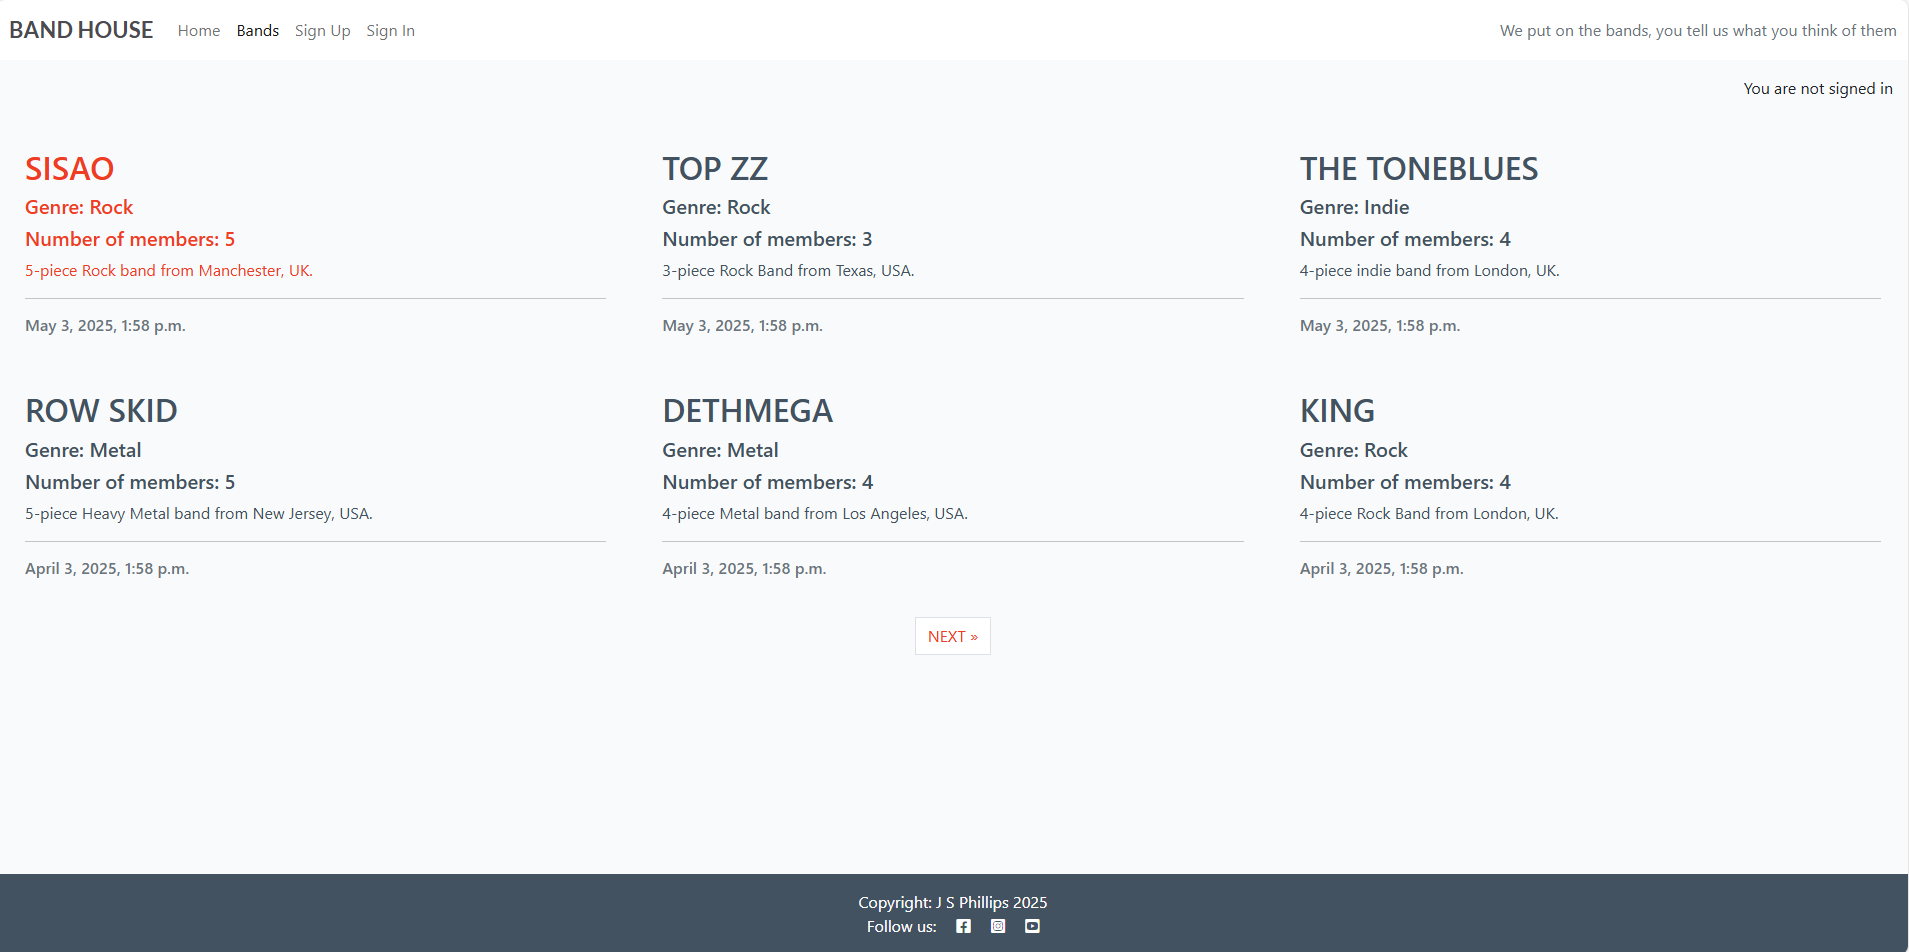 BAND HOUSE Home Bands Sign Up Sign In We put on the bands, you tell us what you think of them
You are not signed in
SISAO
Genre: Rock
Number of members: 5
5-piece Rock band from Manchester, UK.
May 3, 2025, 1:58 p.m.
TOP ZZ
Genre: Rock
Number of members: 3
3-piece Rock Band from Texas, USA.
May 3, 2025, 1:58 p.m.
THE TONEBLUES
Genre: Indie
Number of members: 4
4-piece indie band from London, UK.
May 3, 2025, 1:58 p.m.
ROW SKID
Genre: Metal
Number of members: 5
5-piece Heavy Metal band from New Jersey, USA.
April 3, 2025, 1:58 p.m.
DETHMEGA
Genre: Metal
Number of members: 4
4-piece Metal band from Los Angeles, USA.
April 3, 2025, 1:58 p.m.
KING
Genre: Rock
Number of members: 4
4-piece Rock Band from London, UK.
April 3, 2025, 1:58 p.m.
NEXT »
Copyright: J S Phillips 2025
Follow us: